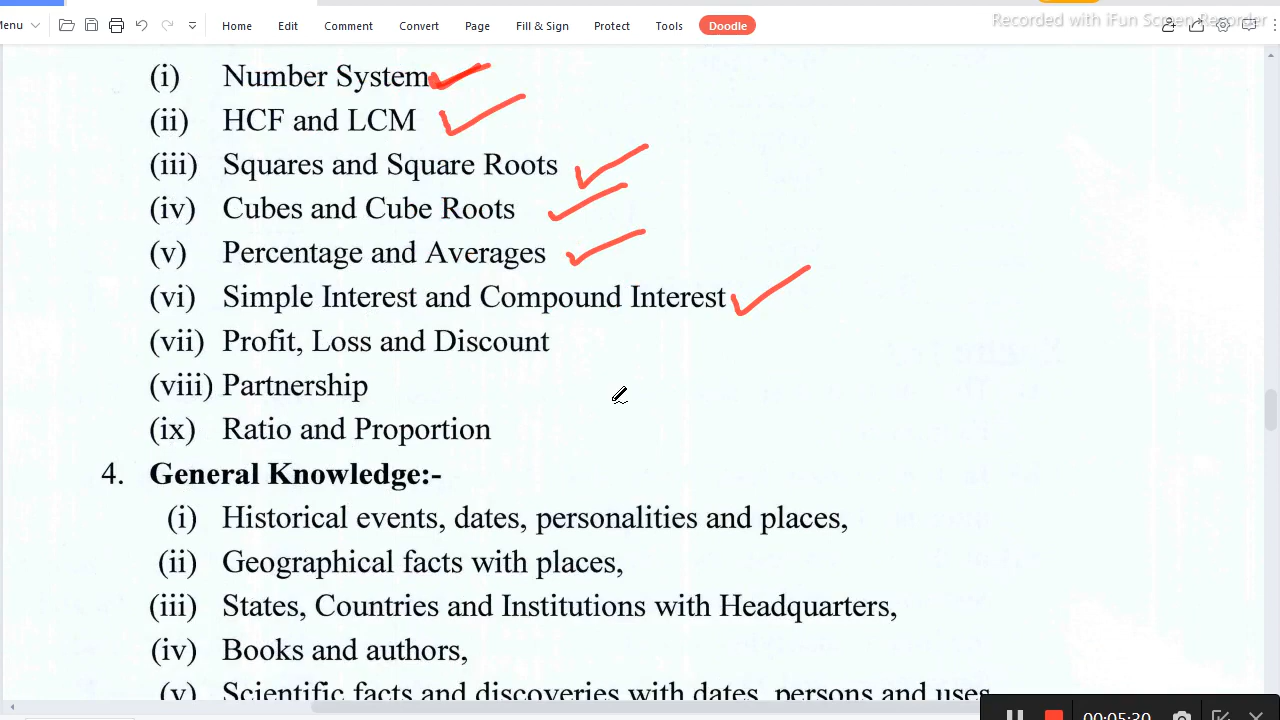 Menu Home Edit Comment Convert Page Fill & Sign Protect Tools Doodle
Recorded with iFun Screen Recorder
(i) Number System
(ii) HCF and LCM
(iii) Squares and Square Roots
(iv) Cubes and Cube Roots
(v) Percentage and Averages
(vi) Simple Interest and Compound Interest
(vii) Profit, Loss and Discount
(viii) Partnership
(ix) Ratio and Proportion
4. General Knowledge:-
(i) Historical events, dates, personalities and places,
(ii) Geographical facts with places,
(iii) States, Countries and Institutions with Headquarters,
(iv) Books and authors,
(v) Scientific facts and discoveries with dates, persons and uses
00:05:30